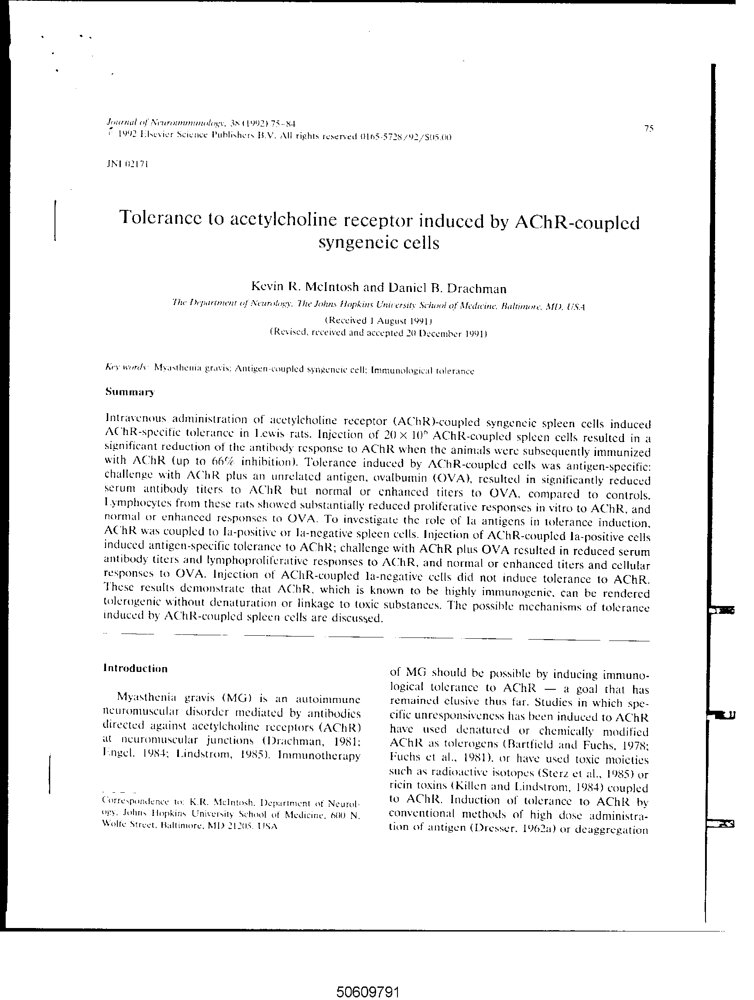 Journal of Neuroimmunology, 38 (1992) 75–84
© 1992 Elsevier Science Publishers B.V. All rights reserved 0165-5728/92/$05.00
75
JNI 02171
Tolerance to acetylcholine receptor induced by AChR-coupled
syngeneic cells
Kevin R. McIntosh and Daniel B. Drachman
The Department of Neurology, The Johns Hopkins University School of Medicine, Baltimore, MD, USA
(Received 1 August 1991)
(Revised, received and accepted 20 December 1991)
Key words: Myasthenia gravis; Antigen-coupled syngeneic cell; Immunological tolerance
Summary
Intravenous administration of acetylcholine receptor (AChR)-coupled syngeneic spleen cells induced
AChR-specific tolerance in Lewis rats. Injection of 20 × 10⁶ AChR-coupled spleen cells resulted in a
significant reduction of the antibody response to AChR when the animals were subsequently immunized
with AChR (up to 66% inhibition). Tolerance induced by AChR-coupled cells was antigen-specific:
challenge with AChR plus an unrelated antigen, ovalbumin (OVA), resulted in significantly reduced
serum antibody titers to AChR but normal or enhanced titers to OVA, compared to controls.
Lymphocytes from these rats showed substantially reduced proliferative responses in vitro to AChR, and
normal or enhanced responses to OVA. To investigate the role of Ia antigens in tolerance induction,
AChR was coupled to Ia-positive or Ia-negative spleen cells. Injection of AChR-coupled Ia-positive cells
induced antigen-specific tolerance to AChR; challenge with AChR plus OVA resulted in reduced serum
antibody titers and lymphoproliferative responses to AChR, and normal or enhanced titers and cellular
responses to OVA. Injection of AChR-coupled Ia-negative cells did not induce tolerance to AChR.
These results demonstrate that AChR, which is known to be highly immunogenic, can be rendered
tolerogenic without denaturation or linkage to toxic substances. The possible mechanisms of tolerance
induced by AChR-coupled spleen cells are discussed.
Introduction
Myasthenia gravis (MG) is an autoimmune
neuromuscular disorder mediated by antibodies
directed against acetylcholine receptors (AChR)
at neuromuscular junctions (Drachman, 1981;
Engel, 1984; Lindstrom, 1985). Immunotherapy
Correspondence to: K.R. McIntosh, Department of Neurol-
ogy, Johns Hopkins University School of Medicine, 600 N.
Wolfe Street, Baltimore, MD 21205, USA
of MG should be possible by inducing immuno-
logical tolerance to AChR — a goal that has
remained elusive thus far. Studies in which spe-
cific unresponsiveness has been induced to AChR
have used denatured or chemically modified
AChR as tolerogens (Bartfield and Fuchs, 1978;
Fuchs et al., 1981), or have used toxic moieties
such as radioactive isotopes (Sterz et al., 1985) or
ricin toxins (Killen and Lindstrom, 1984) coupled
to AChR. Induction of tolerance to AChR by
conventional methods of high dose administra-
tion of antigen (Dresser, 1962a) or deaggregation
50609791